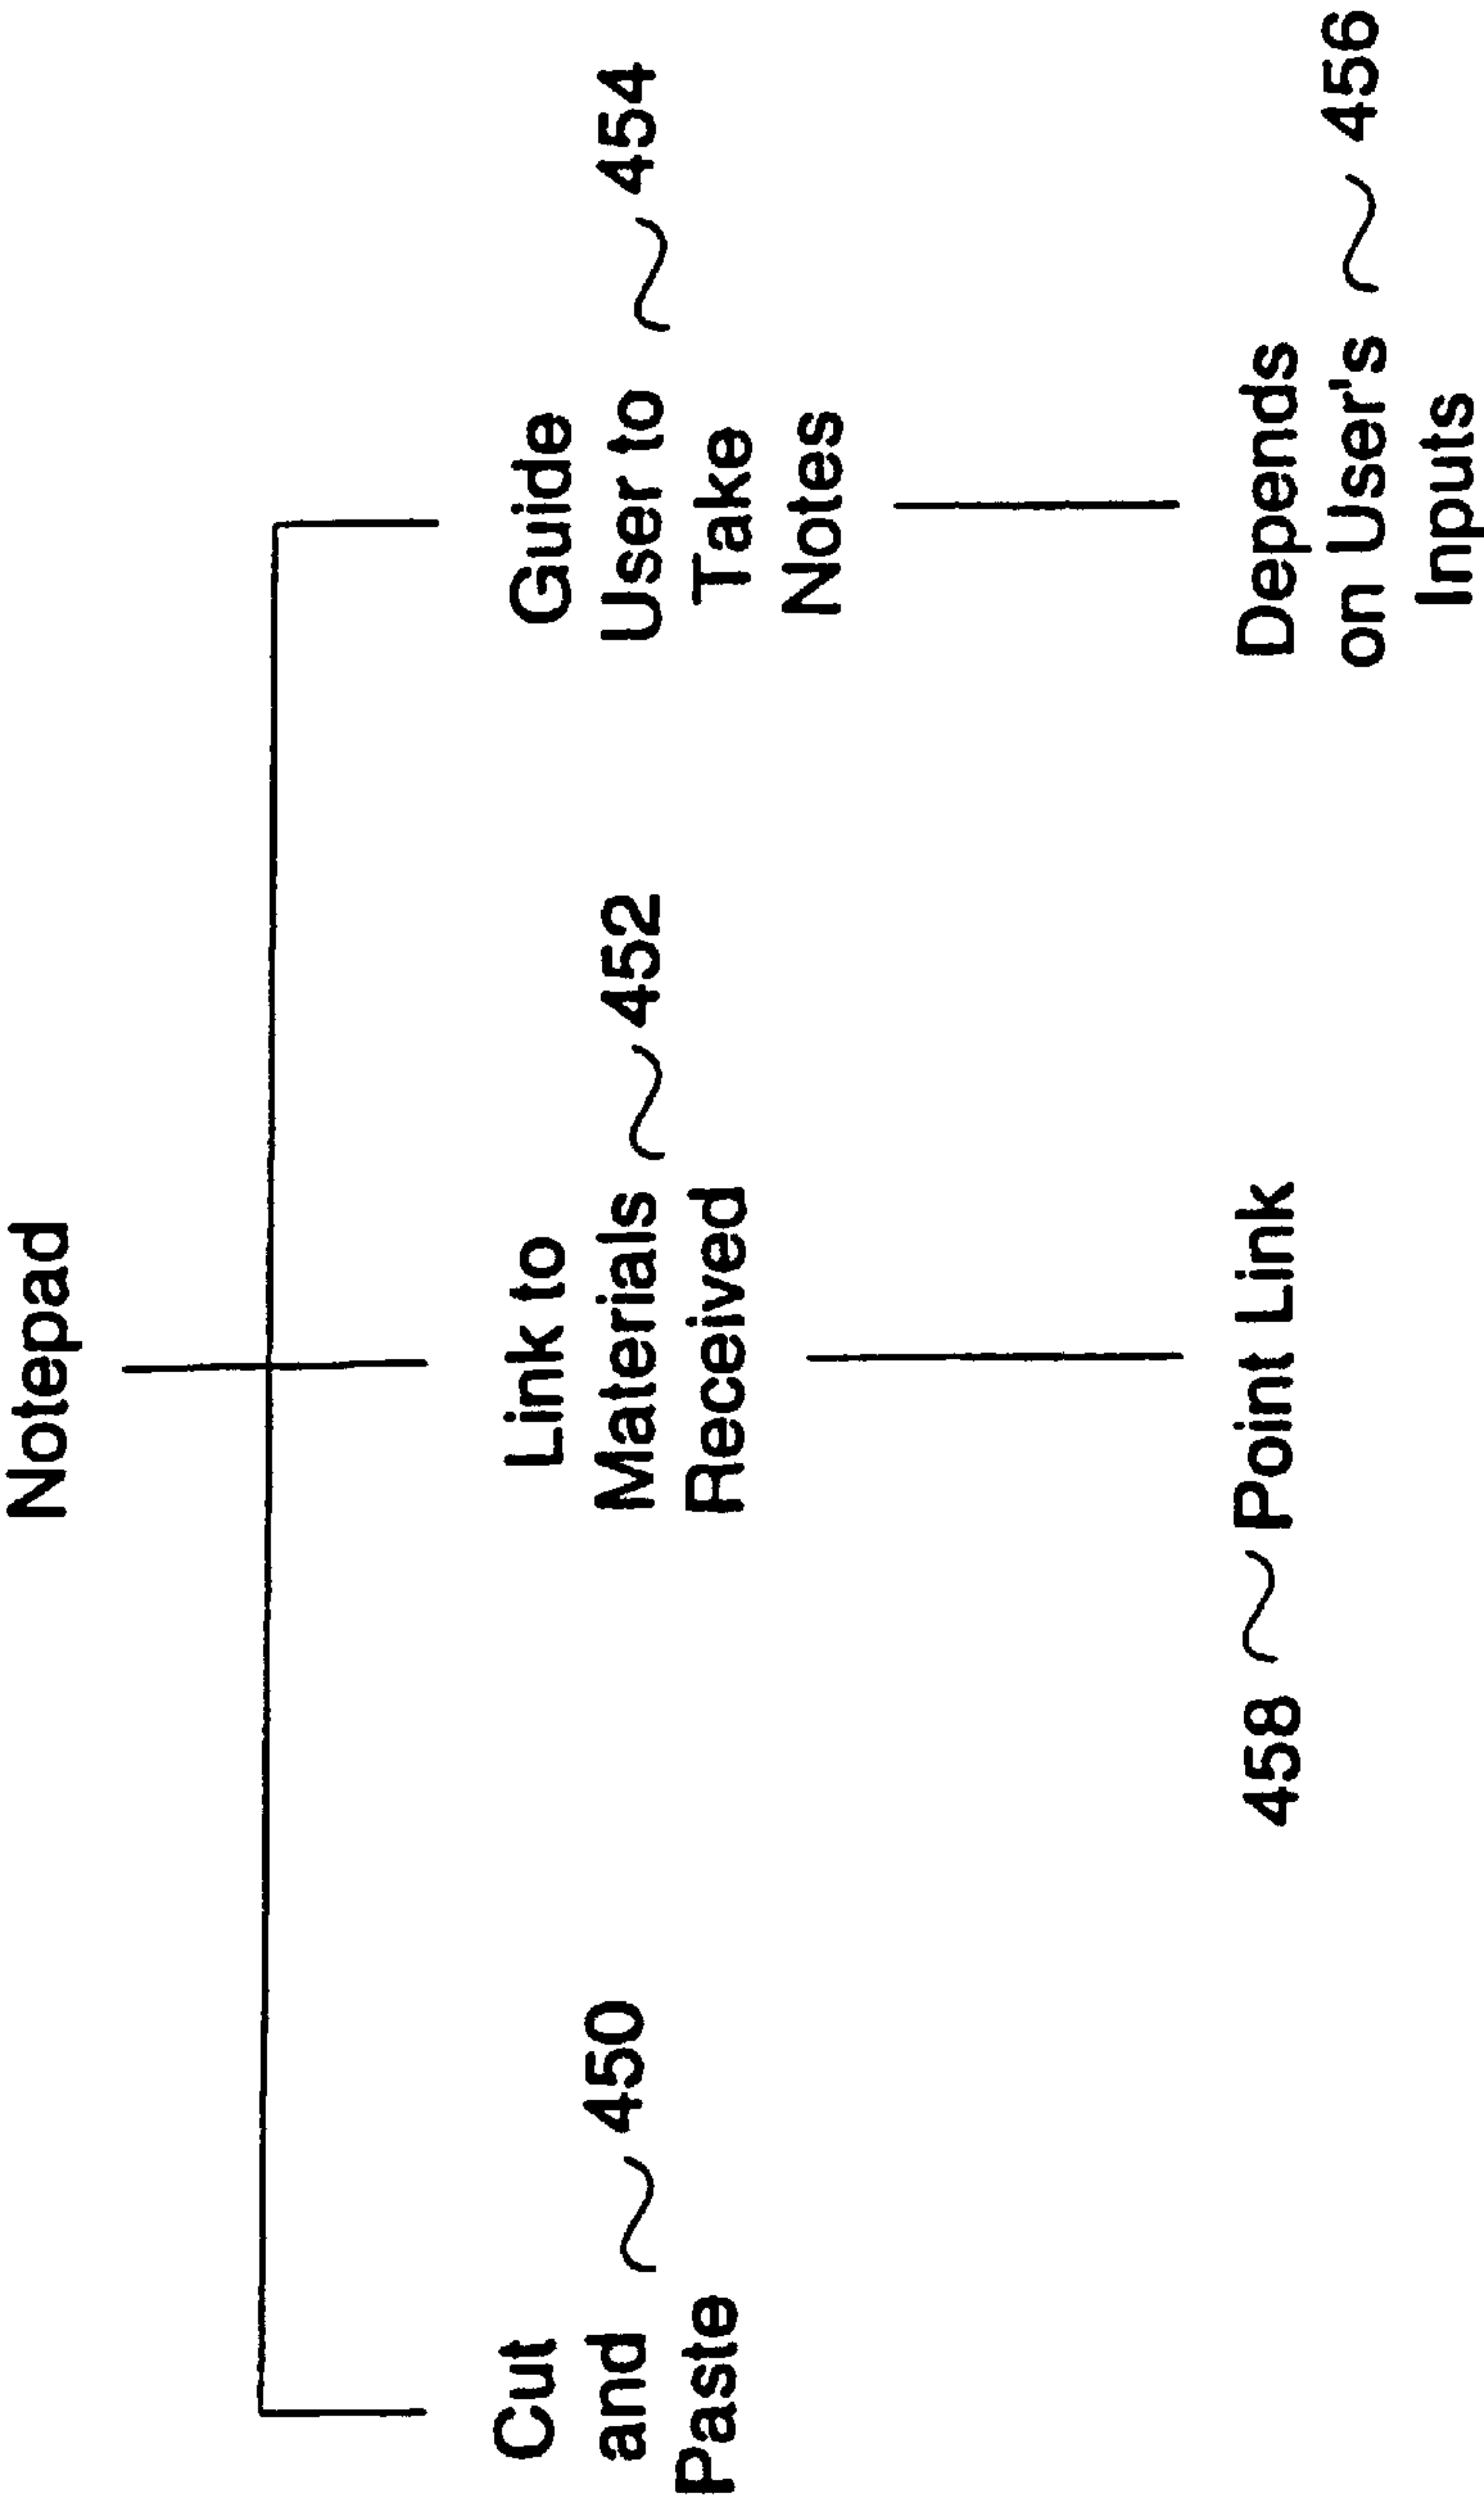 Notepad
Cut
and 450
Paste
Link to
Materials 452
Received
Guide
User to 454
Take
Notes
458 Point Link
Depends
on user's 456
Inputs